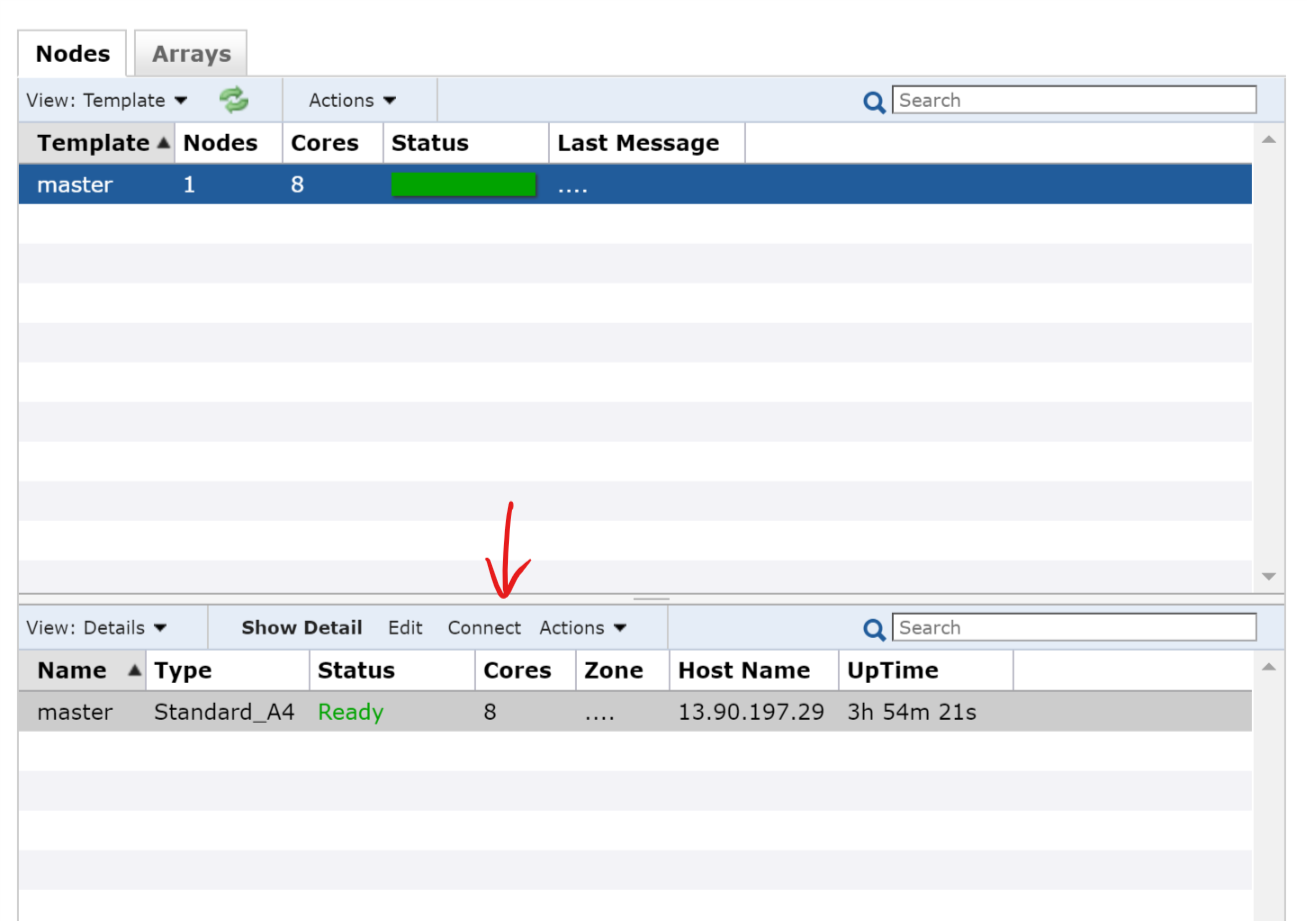 Nodes Arrays
View: Template Actions Search
Template Nodes Cores Status Last Message
master 1 8 ....
View: Details Show Detail Edit Connect Actions Search
Name Type Status Cores Zone Host Name UpTime
master Standard_A4 Ready 8 .... 13.90.197.29 3h 54m 21s